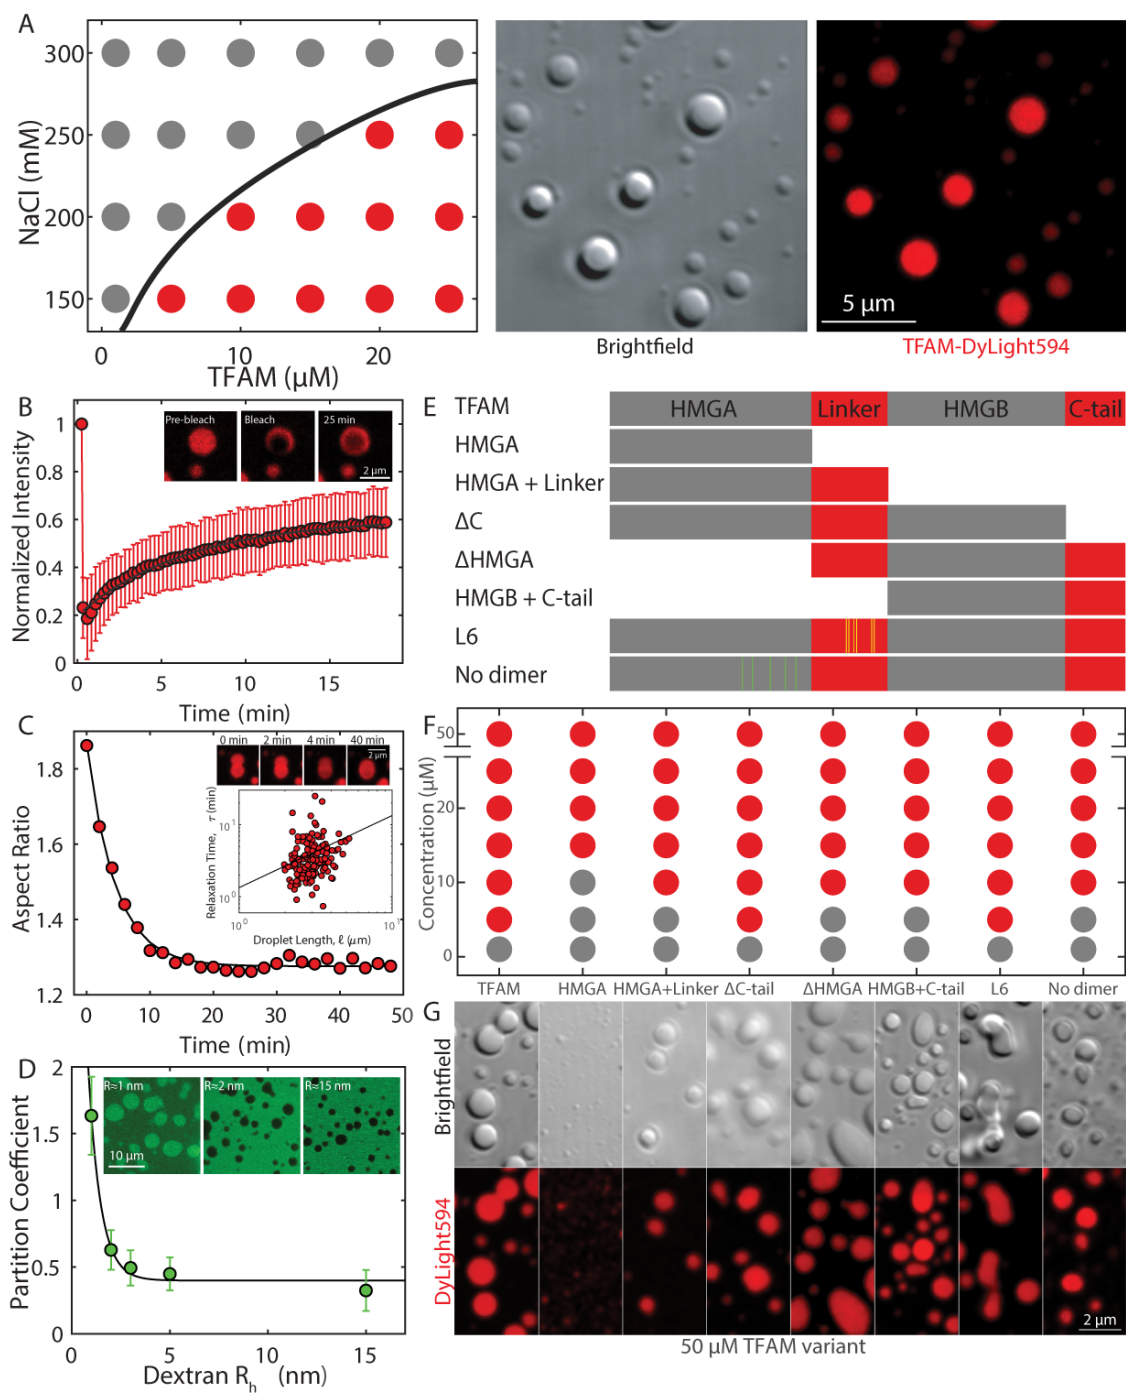 A
300
250
200
150
NaCl (mM)
0
10
20
TFAM (μM)
Brightfield
5 μm
TFAM-DyLight594
B
1
0.8
0.6
0.4
0.2
0
Normalized Intensity
Pre-bleach
Bleach
25 min
2 μm
0
5
10
15
Time (min)
C
1.8
1.6
1.4
1.2
Aspect Ratio
0 min
2 min
4 min
40 min
2 μm
Relaxation Time, τ (min)
10¹
10⁰
10⁰
10¹
Droplet Length, ℓ (μm)
0
10
20
30
40
50
Time (min)
D
2
1.5
1
0.5
0
Partition Coefficient
R≈1 nm
R≈2 nm
R≈15 nm
10 μm
0
5
10
15
Dextran Rh (nm)
E
TFAM
HMGA
Linker
HMGB
C-tail
HMGA
HMGA + Linker
ΔC
ΔHMGA
HMGB + C-tail
L6
No dimer
F
50
20
10
0
Concentration (μM)
TFAM
HMGA
HMGA+Linker
ΔC-tail
ΔHMGA
HMGB+C-tail
L6
No dimer
G
Brightfield
DyLight594
2 μm
50 μM TFAM variant